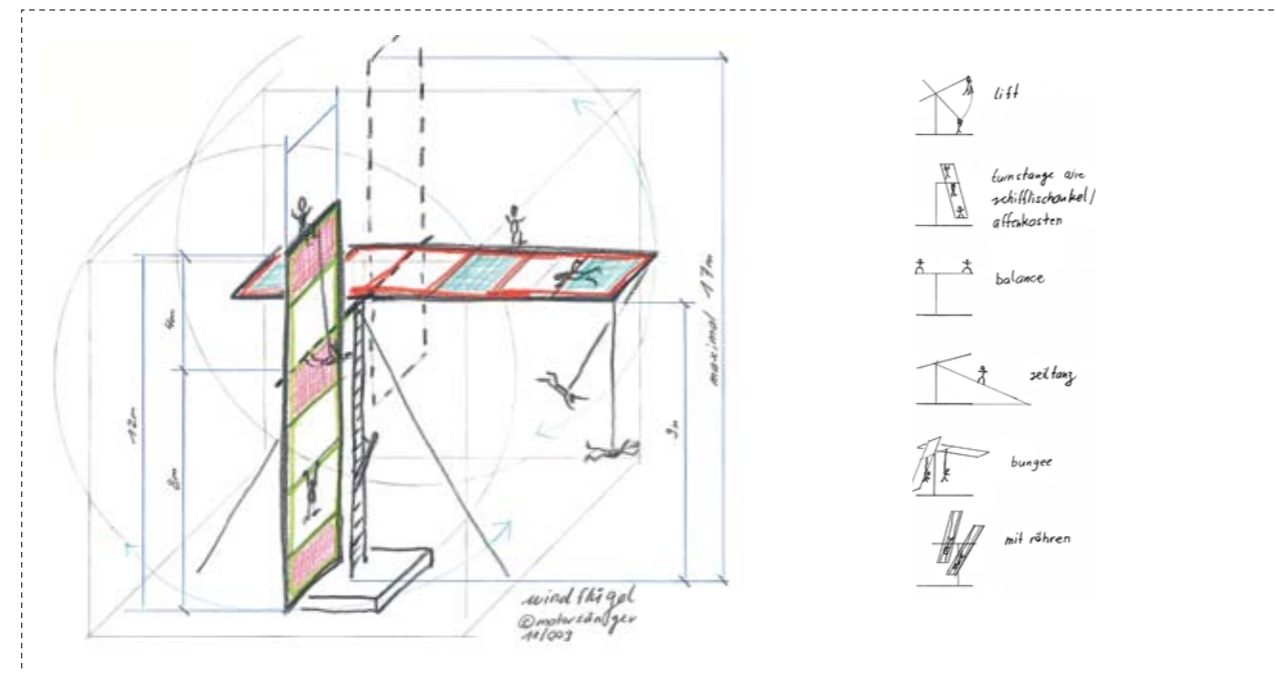 maximal 17m
4m
12m
8m
9m
windflügel
©motorsänger
11/003
lift
turnstange wie
schifflischaukel/
affenkasten
balance
seiltanz
bungee
mit röhren